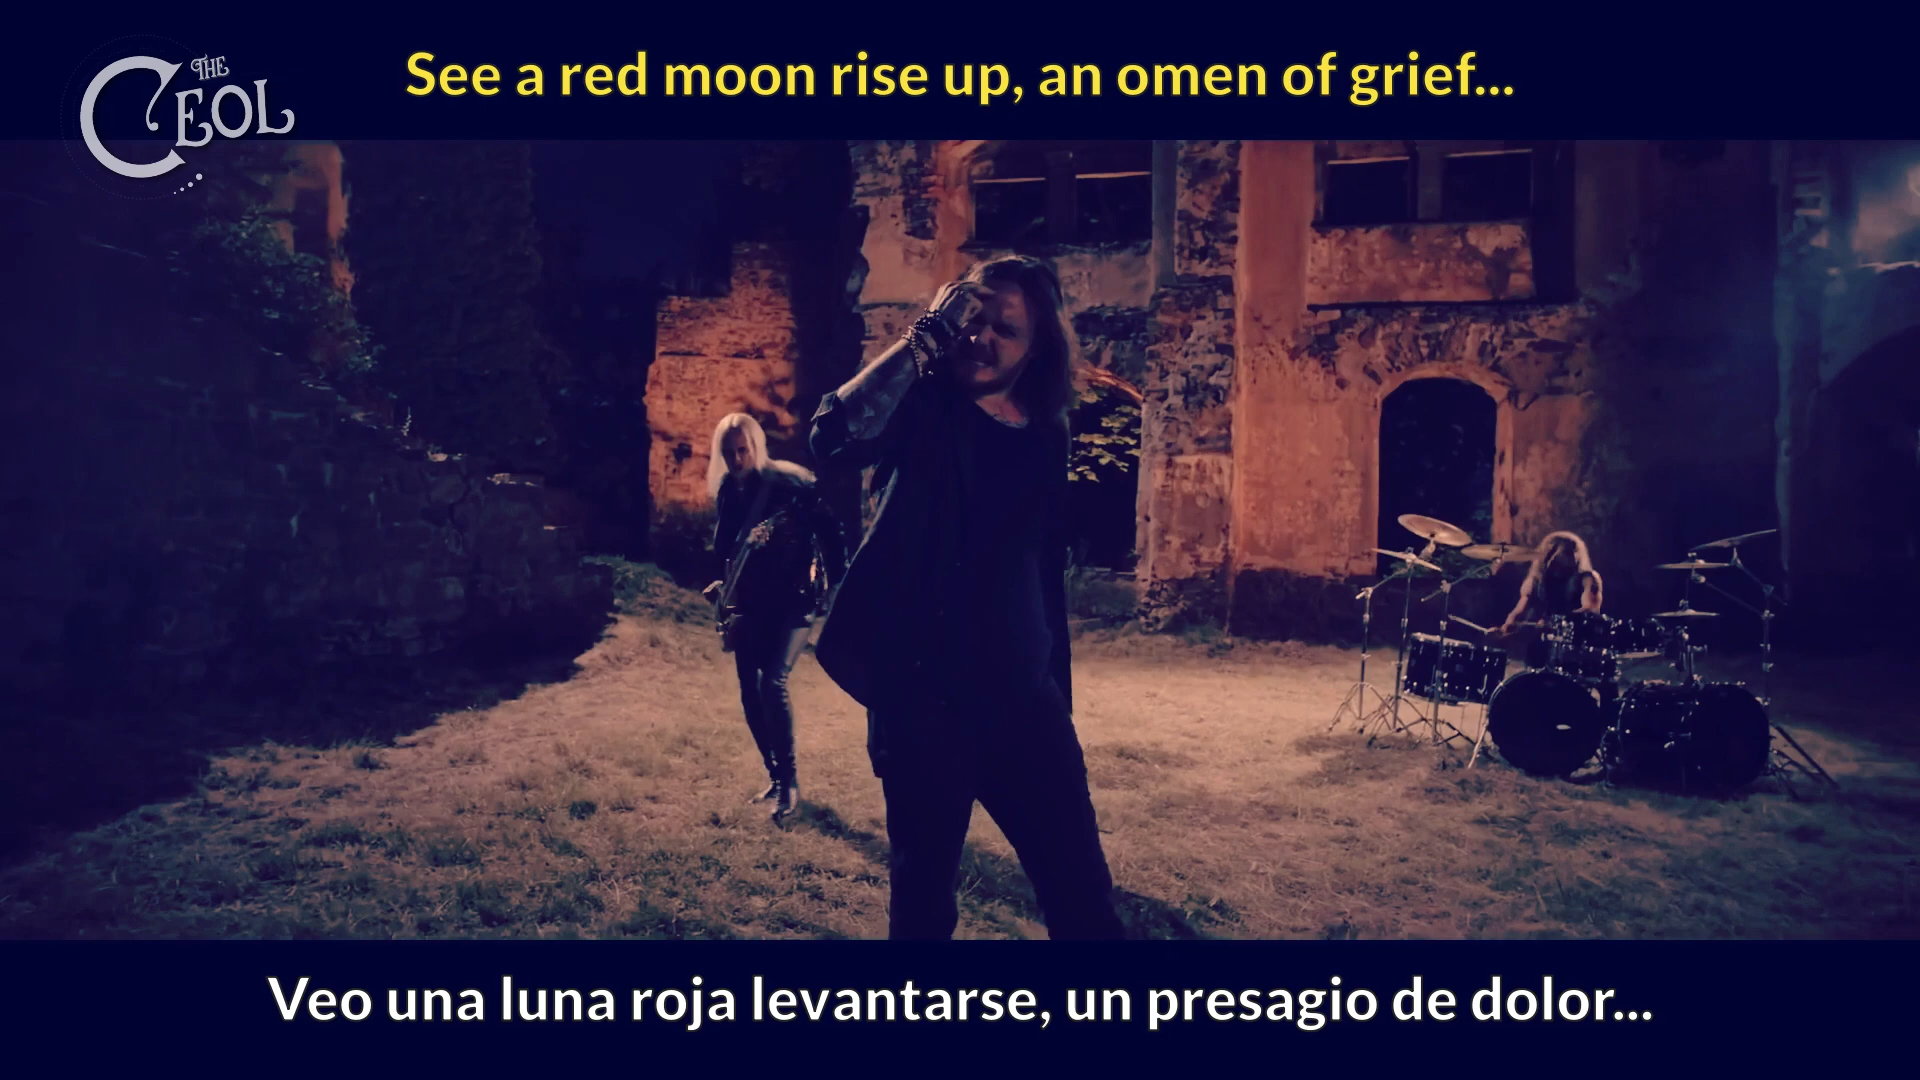 THE
CEOL
See a red moon rise up, an omen of grief...
Veo una luna roja levantarse, un presagio de dolor...